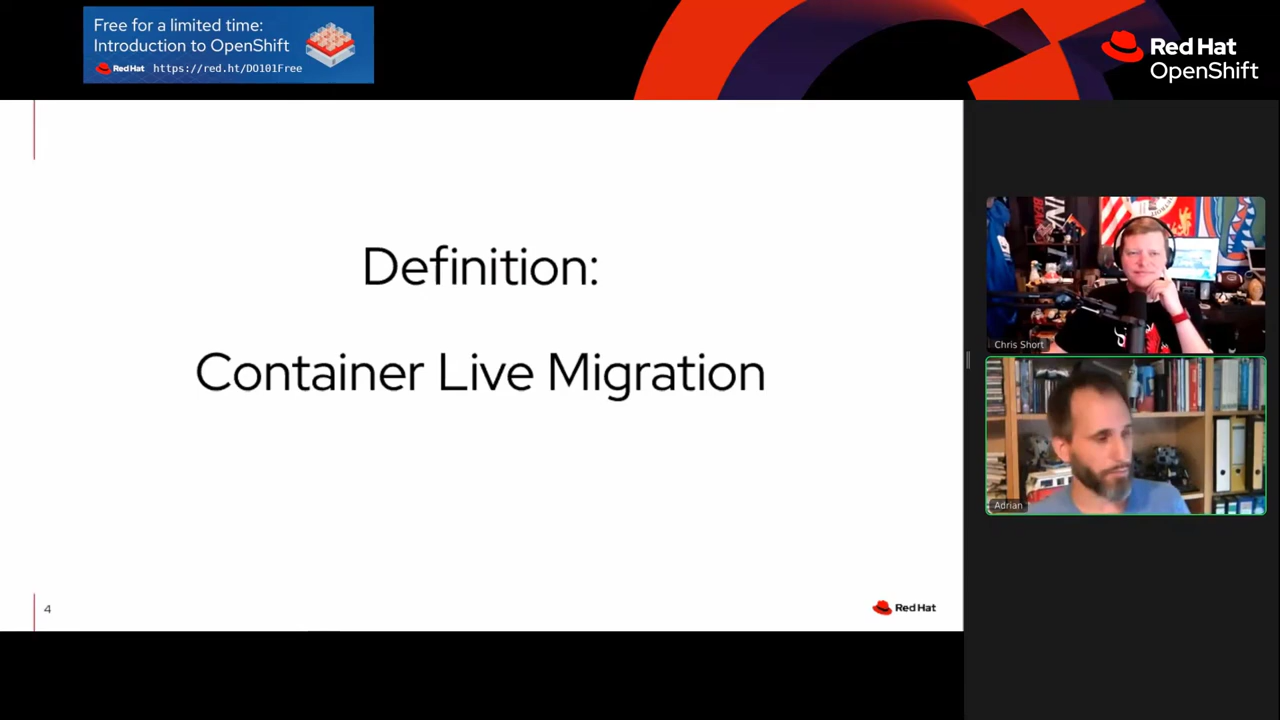 Free for a limited time:
Introduction to OpenShift
Red Hat https://red.ht/DO101Free
Red Hat
OpenShift
Definition:
Container Live Migration
4
Red Hat
Chris Short
Adrian